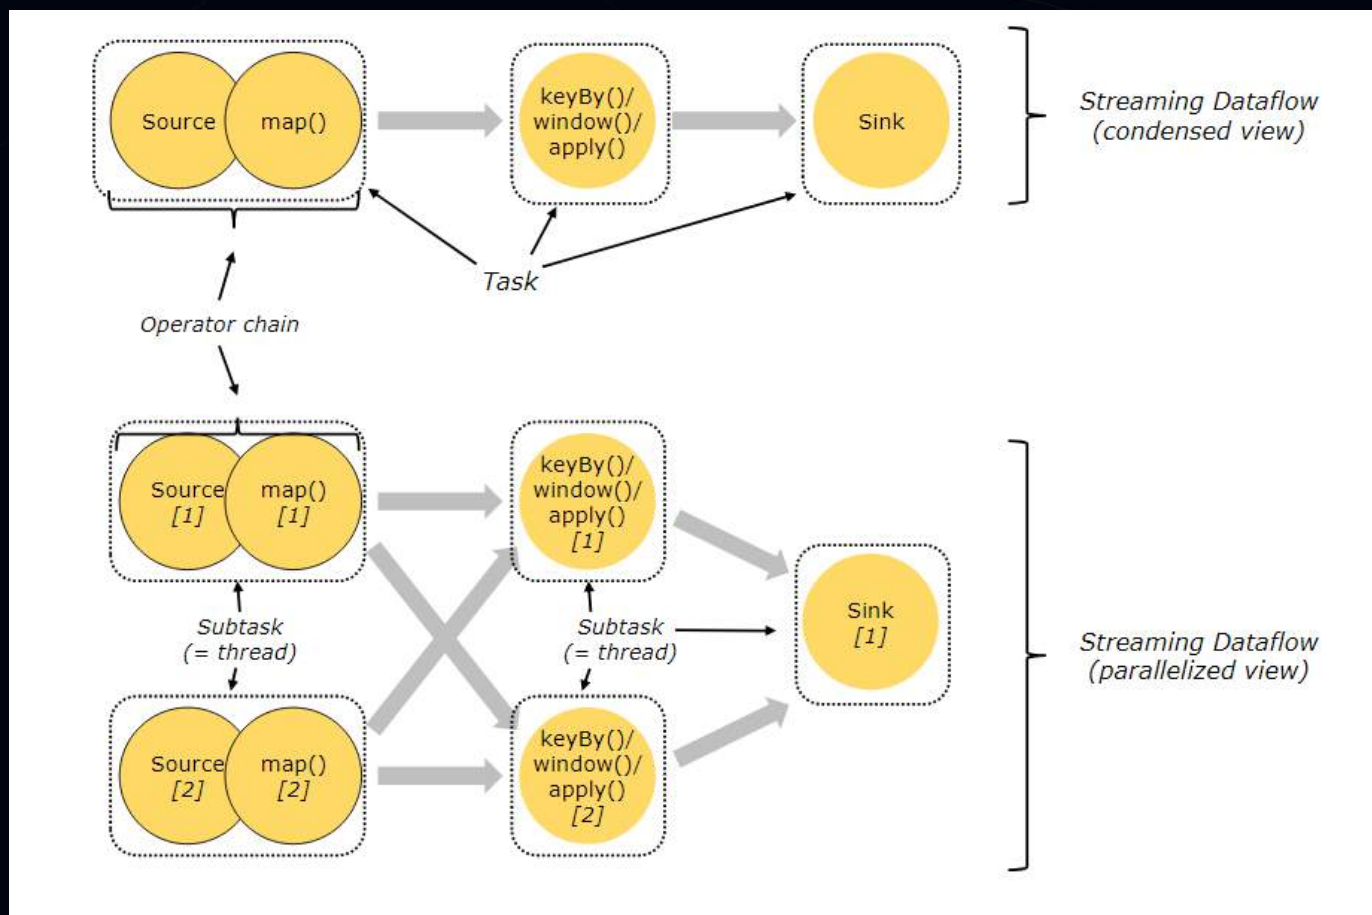 Source
map()
keyBy()/
window()/
apply()
Sink
Streaming Dataflow
(condensed view)
Task
Operator chain
Source
[1]
map()
[1]
keyBy()/
window()/
apply()
[1]
Subtask
(= thread)
Subtask
(= thread)
Sink
[1]
Streaming Dataflow
(parallelized view)
Source
[2]
map()
[2]
keyBy()/
window()/
apply()
[2]